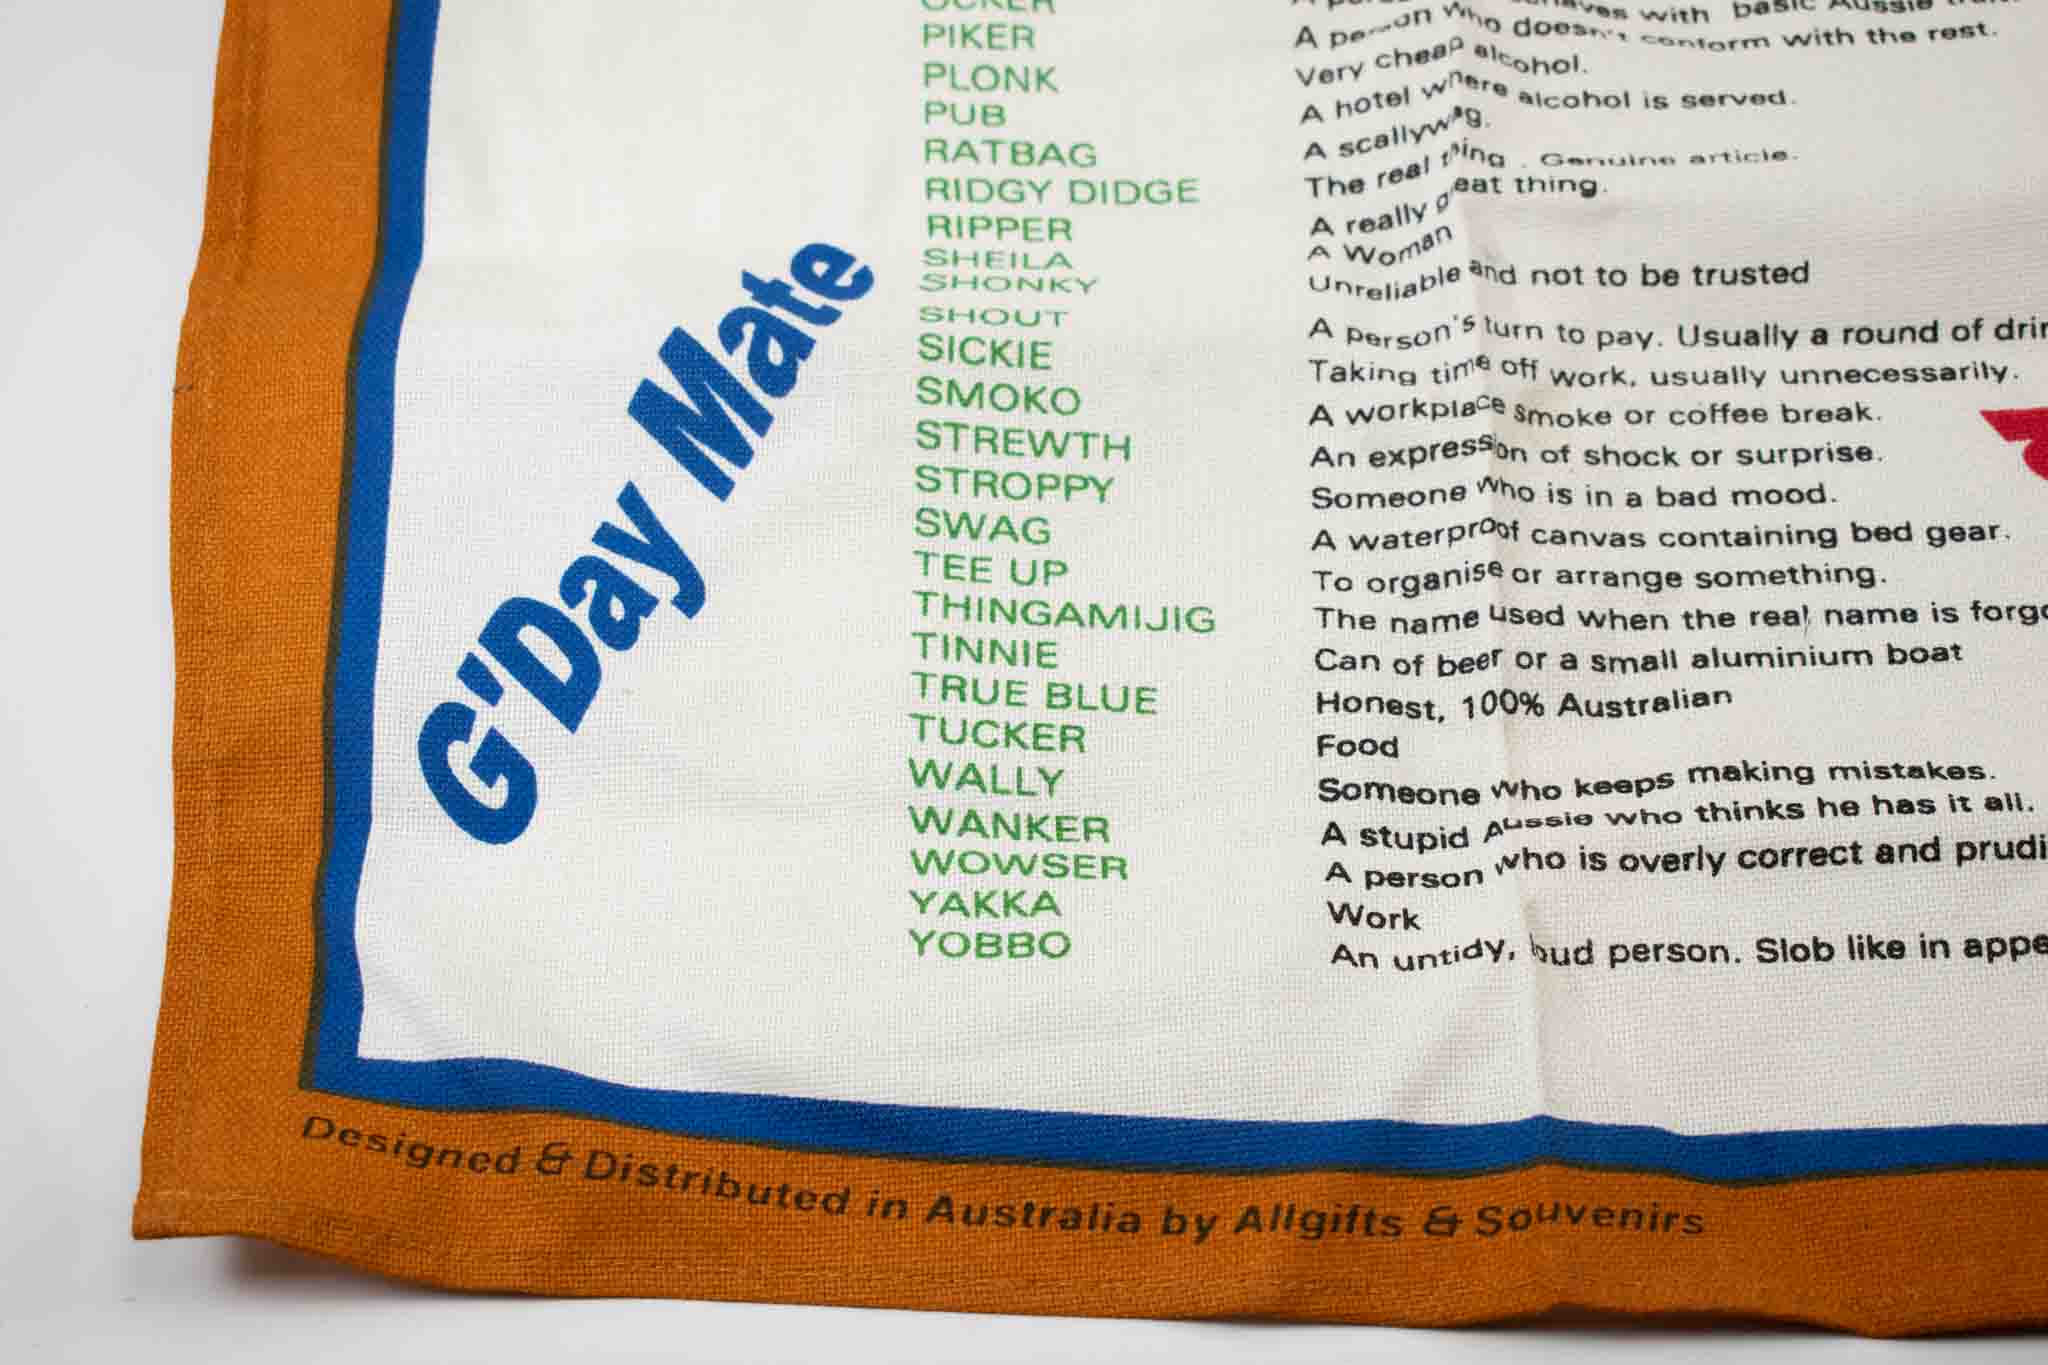 OCKER A with basic Aussie
PIKER A person who doesn't conform with the rest.
PLONK Very cheap alcohol.
PUB A hotel where alcohol is served.
RATBAG A scallywag.
RIDGY DIDGE The real thing . Genuine article.
RIPPER A really great thing.
SHEILA A Woman
SHONKY Unreliable and not to be trusted
SHOUT A person's turn to pay. Usually a round of
SICKIE Taking time off work, usually unnecessarily.
SMOKO A workplace smoke or coffee break.
STREWTH An expression of shock or surprise.
STROPPY Someone who is in a bad mood.
SWAG A waterproof canvas containing bed gear.
TEE UP To organise or arrange something.
THINGAMIJIG The name used when the real name is
TINNIE Can of beer or a small aluminium boat
TRUE BLUE Honest, 100% Australian
TUCKER Food
WALLY Someone who keeps making mistakes.
WANKER A stupid Aussie who thinks he has it all.
WOWSER A person who is overly correct and
YAKKA Work
YOBBO An untidy, loud person. Slob like in
G'Day Mate
Designed & Distributed in Australia by Allgifts & Souvenirs